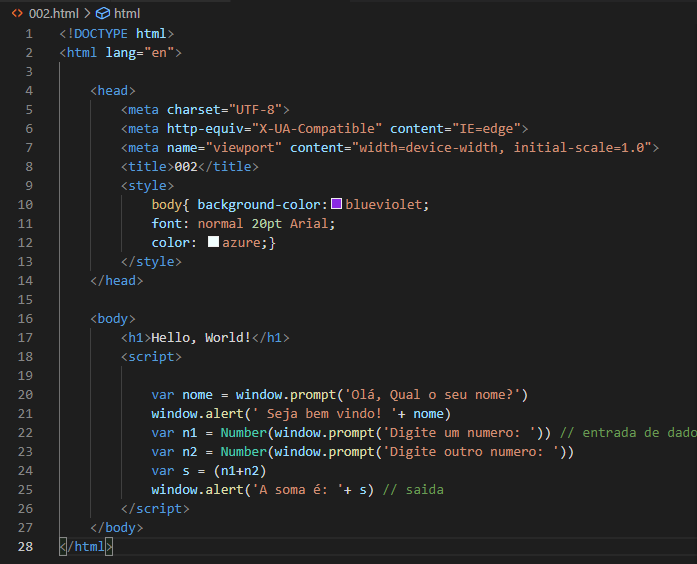 002.html > html
1 <!DOCTYPE html>
2 <html lang="en">
3
4 <head>
5 <meta charset="UTF-8">
6 <meta http-equiv="X-UA-Compatible" content="IE=edge">
7 <meta name="viewport" content="width=device-width, initial-scale=1.0">
8 <title>002</title>
9 <style>
10 body{ background-color: blueviolet;
11 font: normal 20pt Arial;
12 color: azure;}
13 </style>
14 </head>
15
16 <body>
17 <h1>Hello, World!</h1>
18 <script>
19
20 var nome = window.prompt('Olá, Qual o seu nome?')
21 window.alert(' Seja bem vindo! '+ nome)
22 var n1 = Number(window.prompt('Digite um numero: ')) // entrada de dado
23 var n2 = Number(window.prompt('Digite outro numero: '))
24 var s = (n1+n2)
25 window.alert('A soma é: '+ s) // saida
26 </script>
27 </body>
28 </html>